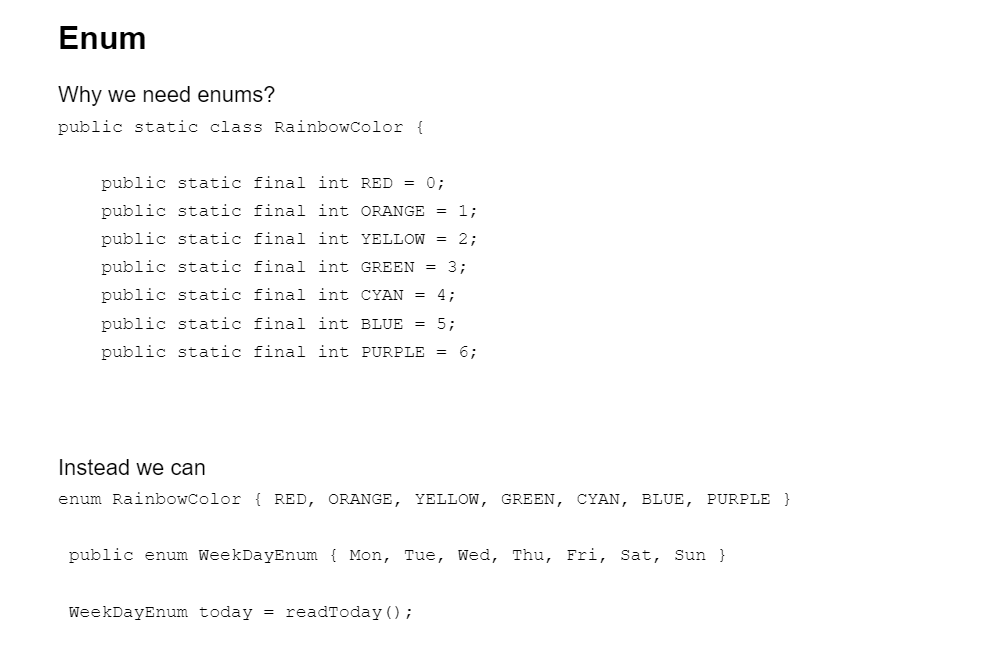 Enum
Why we need enums?
public static class RainbowColor {
public static final int RED = 0;
public static final int ORANGE = 1;
public static final int YELLOW = 2;
public static final int GREEN = 3;
public static final int CYAN = 4;
public static final int BLUE = 5;
public static final int PURPLE = 6;
Instead we can
enum RainbowColor { RED, ORANGE, YELLOW, GREEN, CYAN, BLUE, PURPLE }
public enum WeekDayEnum { Mon, Tue, Wed, Thu, Fri, Sat, Sun }
WeekDayEnum today = readToday();